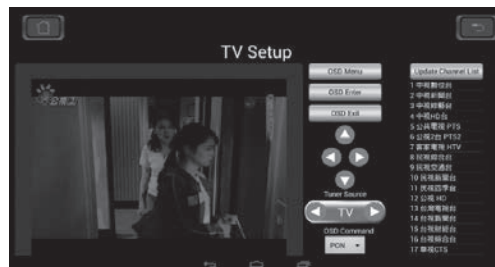 TV Setup
OSD Menu
OSD Enter
OSD Exit
Tuner Source
TV
OSD Command
PCN
Update Channel List
1 中視數位台
2 中視新聞台
3 中視綜藝台
4 中視HD台
5 公共電視 PTS
6 公視2台 PTS2
7 客家電視 HTV
8 民視綜合台
9 民視交通台
10 民視新聞台
11 民視四季台
12 公視 HD
13 台灣電視台
14 台視新聞台
15 台視財經台
16 台視綜合台
17 華視CTS